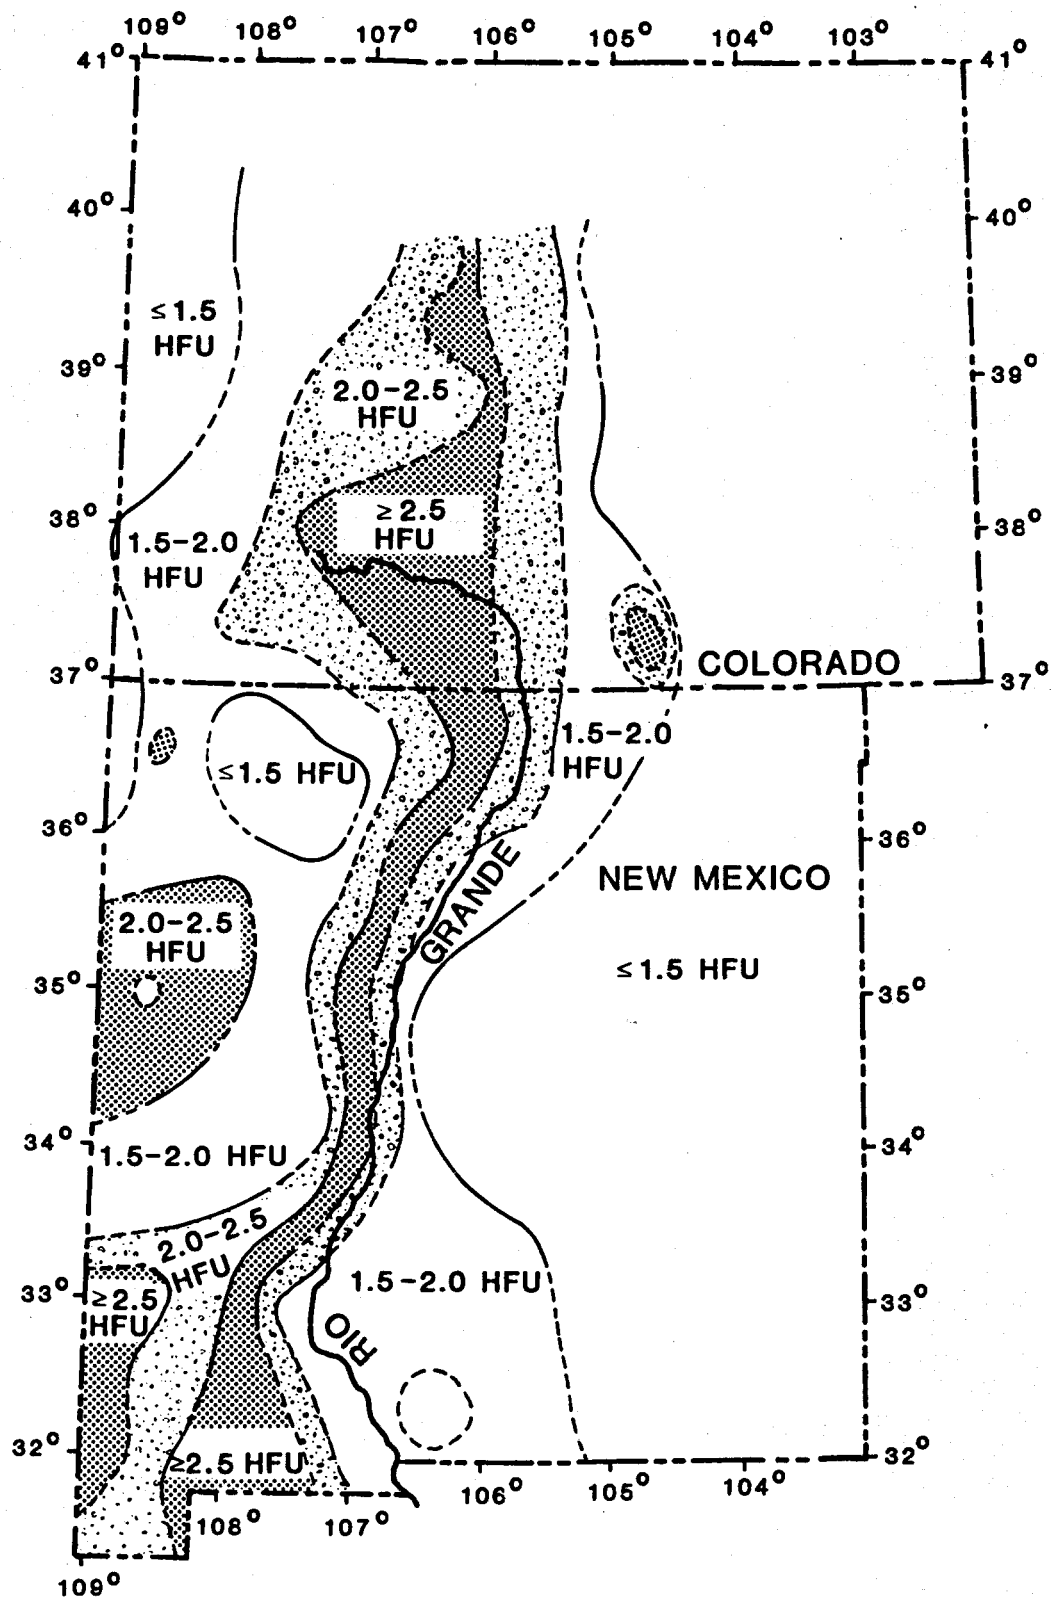 109° 108° 107° 106° 105° 104° 103°
41° 41°
40° 40°
≤1.5
HFU
39° 39°
2.0-2.5
HFU
38° 38°
≥2.5
HFU
1.5-2.0
HFU
COLORADO
37° 37°
1.5-2.0
HFU
≤1.5 HFU
36° 36°
NEW MEXICO
GRANDE
2.0-2.5
HFU
≤1.5 HFU
35° 35°
34° 34°
1.5-2.0 HFU
2.0-2.5
HFU
1.5-2.0 HFU
33° 33°
≥2.5
HFU
RIO
32° 32°
≥2.5 HFU
106° 105° 104°
108° 107°
109°